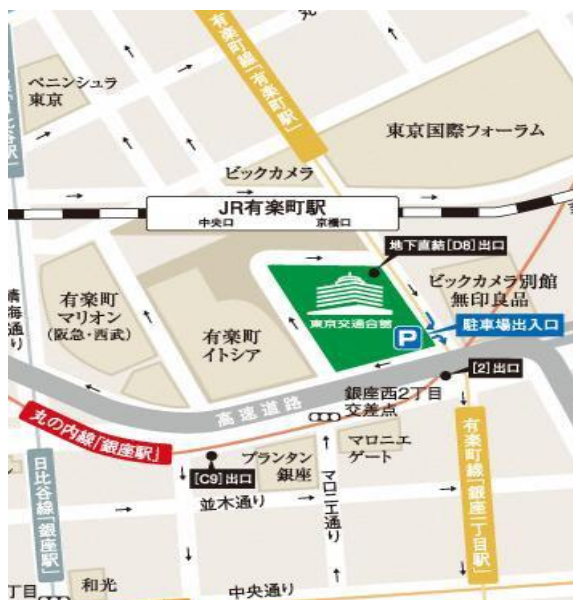 有楽町線「有楽町駅」
ペニンシュラ
東京
東京国際フォーラム
ビックカメラ
JR有楽町駅
中央口
京橋口
地下直結[D8]出口
ビックカメラ別館
無印良品
東京交通会館
P
駐車場出入口
有楽町
マリオン
(阪急・西武)
有楽町
イトシア
晴海通り
[2]出口
銀座西2丁目
交差点
高速道路
丸の内線「銀座駅」
マロニエ
ゲート
プランタン
銀座
[C9]出口
並木通り
マロニエ通り
有楽町線「銀座一丁目駅」
日比谷線「銀座駅」
和光
中央通り
丁目